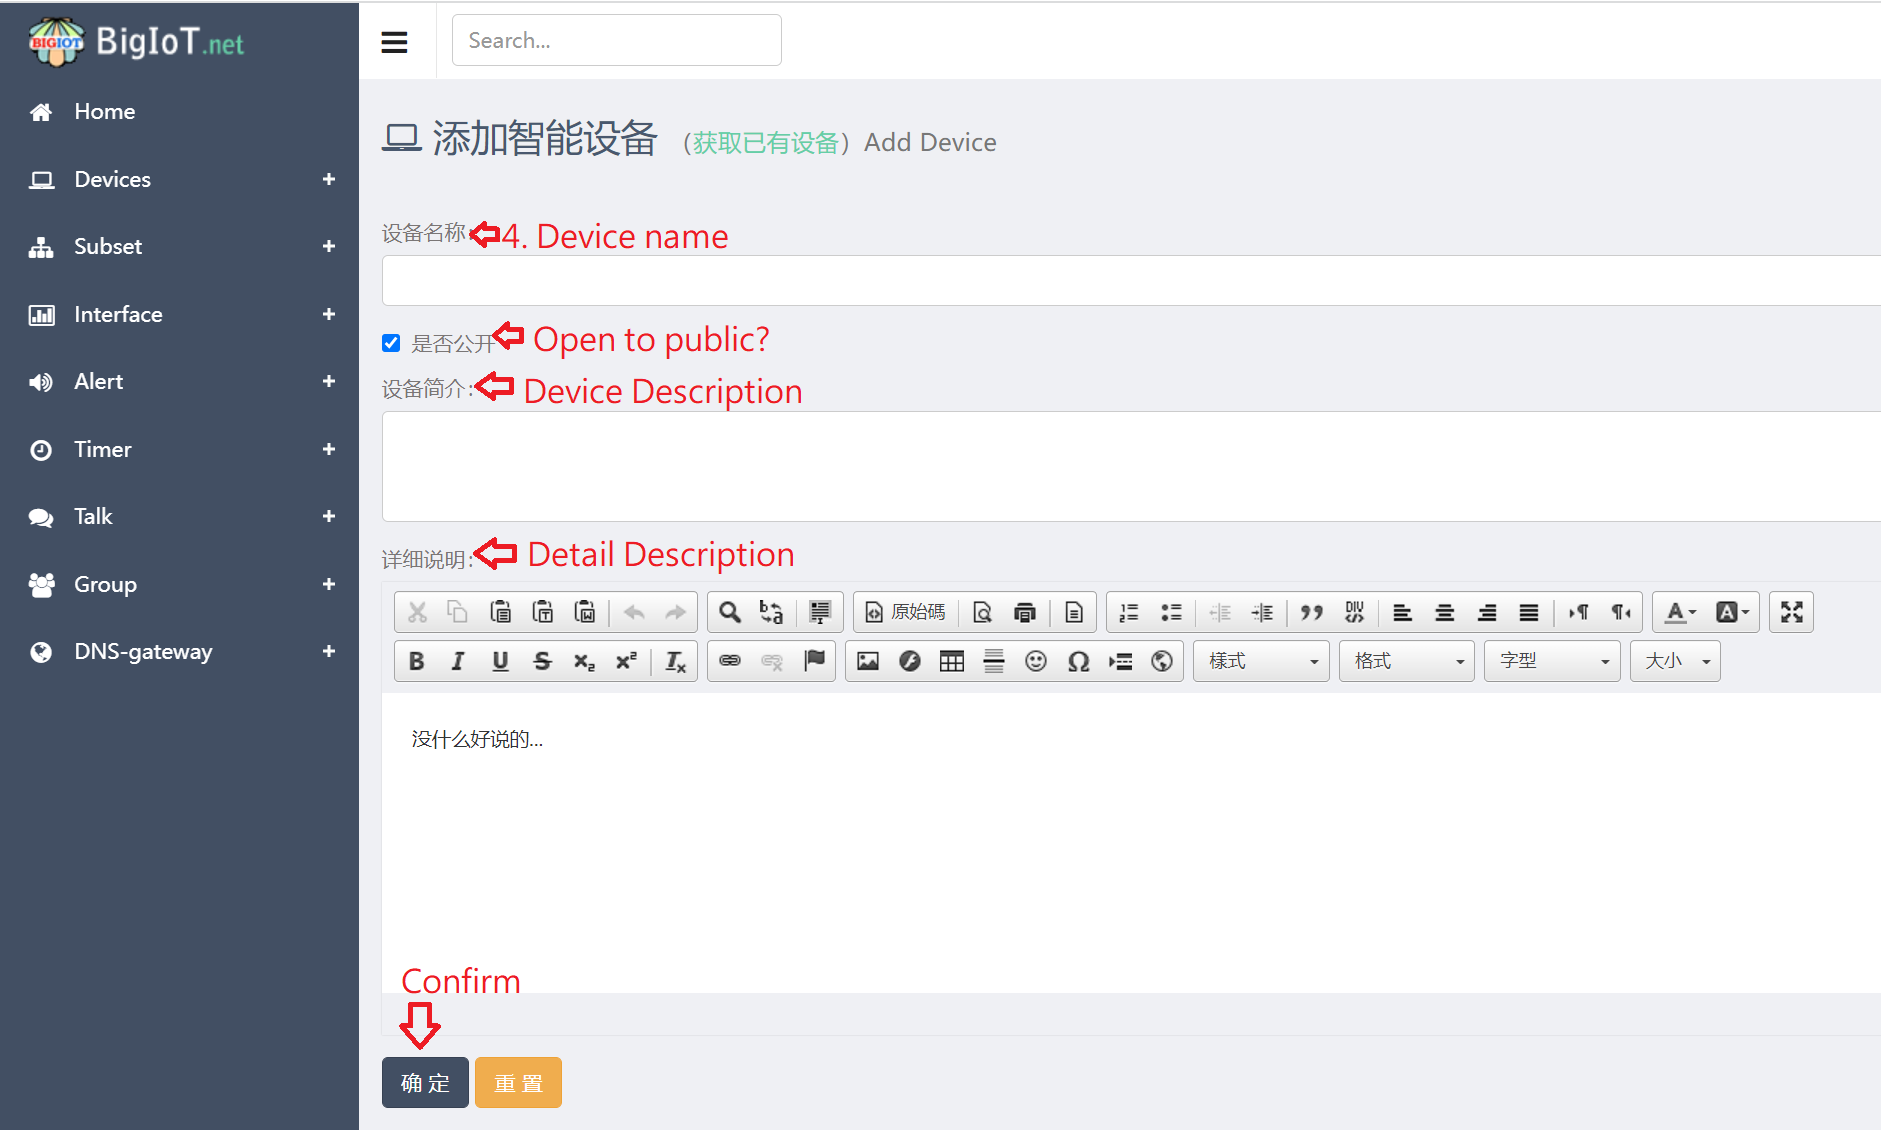 BIGIOT BigIoT.net
Search...
Home
Devices
Subset
Interface
Alert
Timer
Talk
Group
DNS-gateway
添加智能设备 (获取已有设备) Add Device
设备名称 4. Device name
是否公开 Open to public?
设备简介: Device Description
详细说明: Detail Description
原始碼
樣式 格式 字型 大小
没什么好说的...
Confirm
确 定 重 置